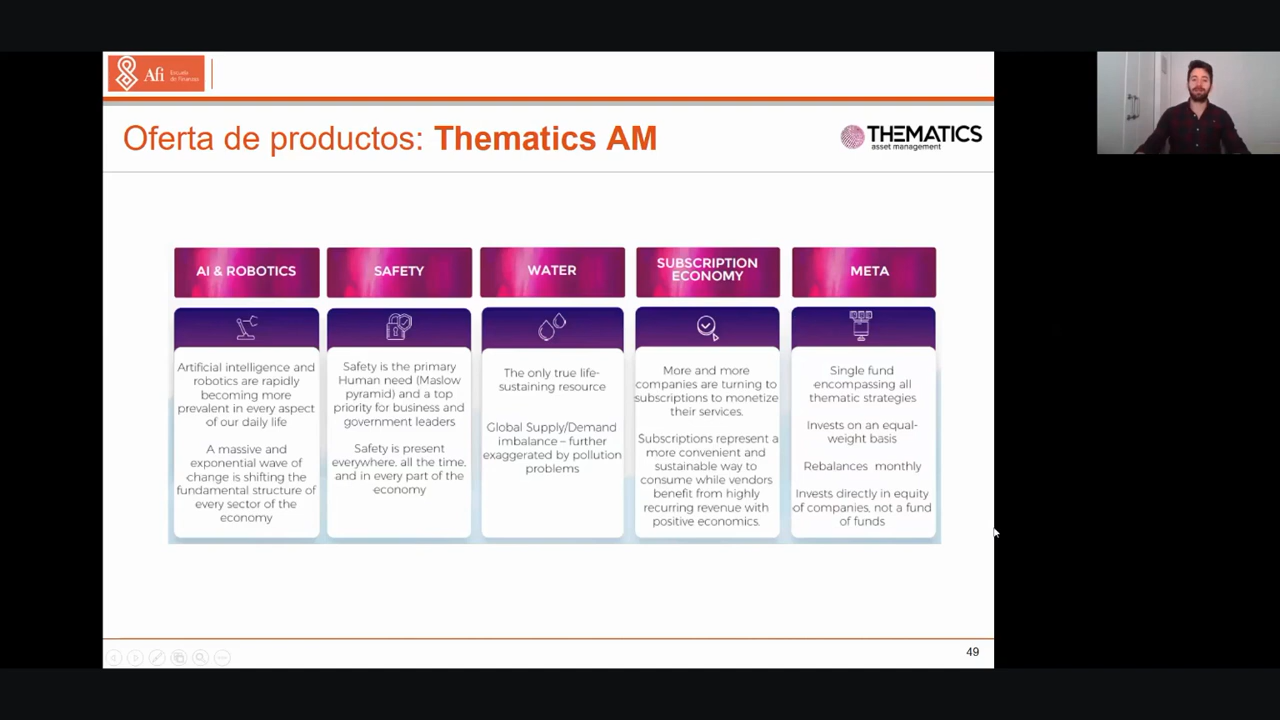 Afi
Escuela
de Finanzas
Oferta de productos: Thematics AM
THEMATICS
asset management
AI & ROBOTICS
Artificial intelligence and
robotics are rapidly
becoming more
prevalent in every aspect
of our daily life
A massive and
exponential wave of
change is shifting the
fundamental structure of
every sector of the
economy
SAFETY
Safety is the primary
Human need (Maslow
pyramid) and a top
priority for business and
government leaders
Safety is present
everywhere, all the time,
and in every part of the
economy
WATER
The only true life-
sustaining resource
Global Supply/Demand
imbalance – further
exaggerated by pollution
problems
SUBSCRIPTION
ECONOMY
More and more
companies are turning to
subscriptions to monetize
their services.
Subscriptions represent a
more convenient and
sustainable way to
consume while vendors
benefit from highly
recurring revenue with
positive economics.
META
Single fund
encompassing all
thematic strategies
Invests on an equal-
weight basis
Rebalances monthly
Invests directly in equity
of companies, not a fund
of funds
49